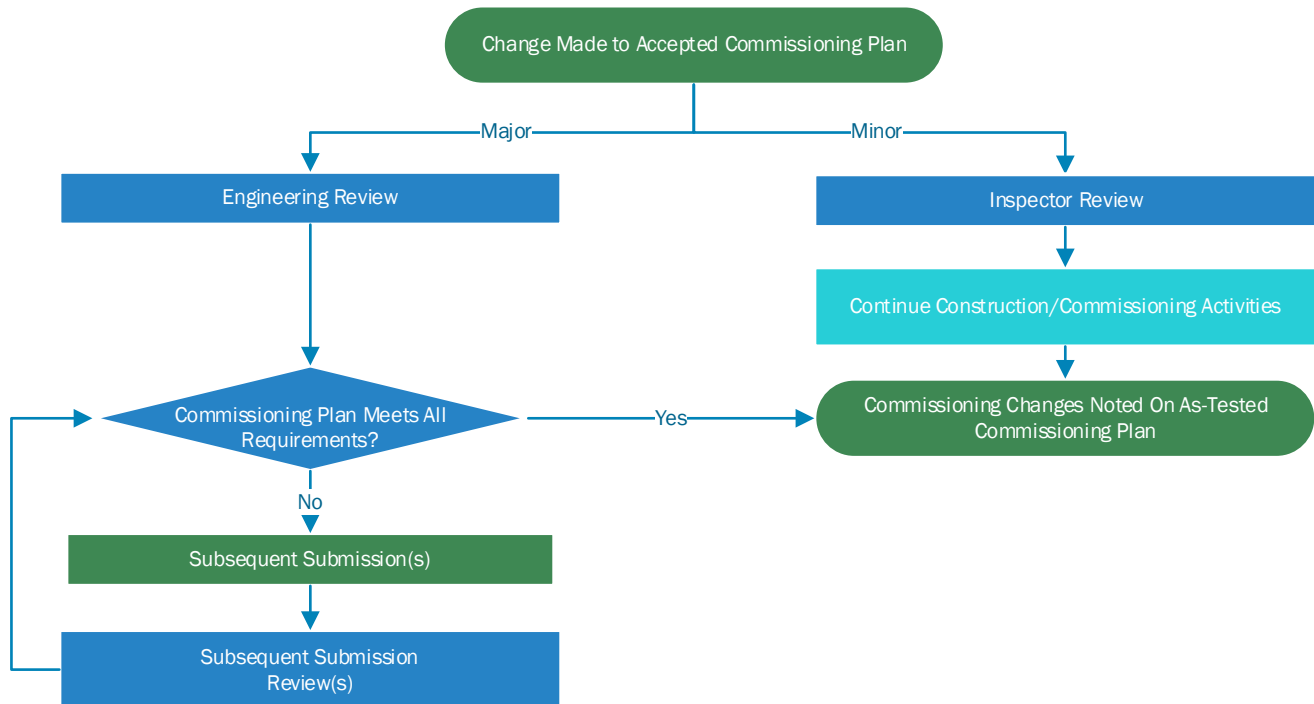 Change Made to Accepted Commissioning Plan
Major
Minor
Engineering Review
Inspector Review
Continue Construction/Commissioning Activities
Commissioning Plan Meets All
Requirements?
Yes
Commissioning Changes Noted On As-Tested
Commissioning Plan
No
Subsequent Submission(s)
Subsequent Submission
Review(s)